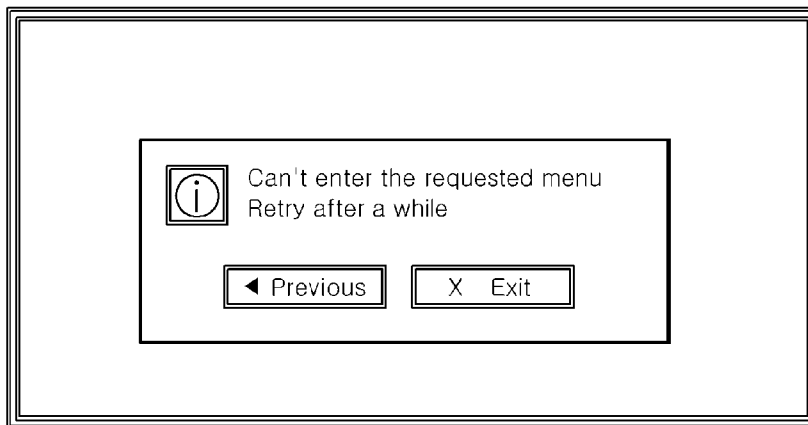 Can't enter the requested menu
Retry after a while
◀ Previous
X Exit